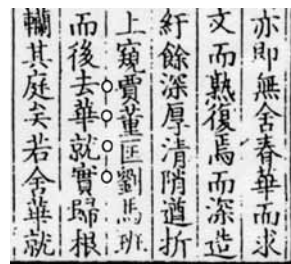 亦即無舍春華而求
文而熟復焉而深造
紆餘深厚清陗遒折
上窺賈董匡劉馬班
而後去華就實歸根
轥其庭矣若舍華就